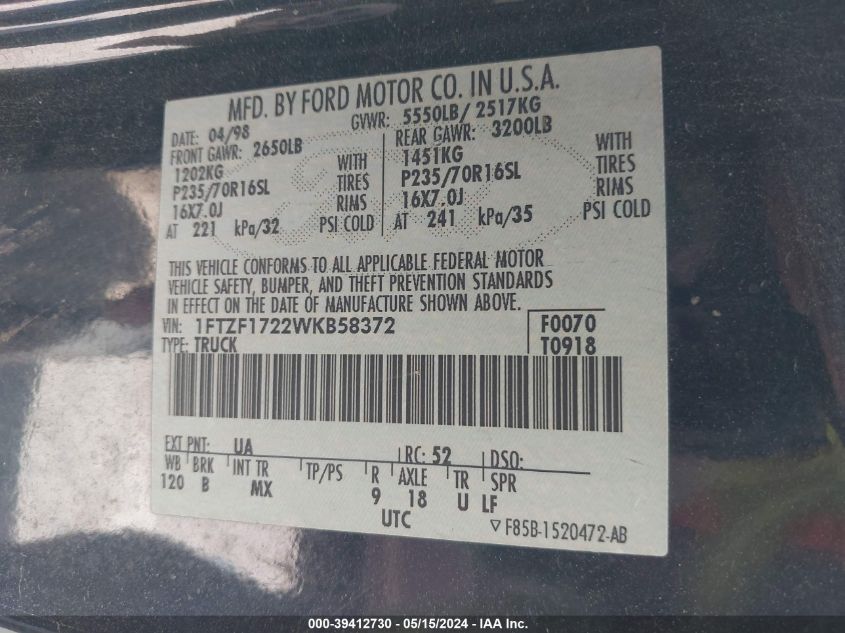 MFD. BY FORD MOTOR CO. IN U.S.A.
DATE: 04/98 GVWR: 5550LB/ 2517KG
FRONT GAWR: 2650LB REAR GAWR: 3200LB
1202KG WITH 1451KG WITH
P235/70R16SL TIRES P235/70R16SL TIRES
16X7.0J RIMS 16X7.0J RIMS
AT 221 kPa/32 PSI COLD AT 241 kPa/35 PSI COLD
THIS VEHICLE CONFORMS TO ALL APPLICABLE FEDERAL MOTOR
VEHICLE SAFETY, BUMPER, AND THEFT PREVENTION STANDARDS
IN EFFECT ON THE DATE OF MANUFACTURE SHOWN ABOVE.
VIN: 1FTZF1722WKB58372 F0070
TYPE: TRUCK T0918
EXT PNT: UA RC: 52 DSO:
WB BRK INT TR TP/PS R AXLE TR SPR
120 B MX 9 18 U LF
UTC ▽ F85B-1520472-AB
000-39412730 - 05/15/2024 - IAA Inc.